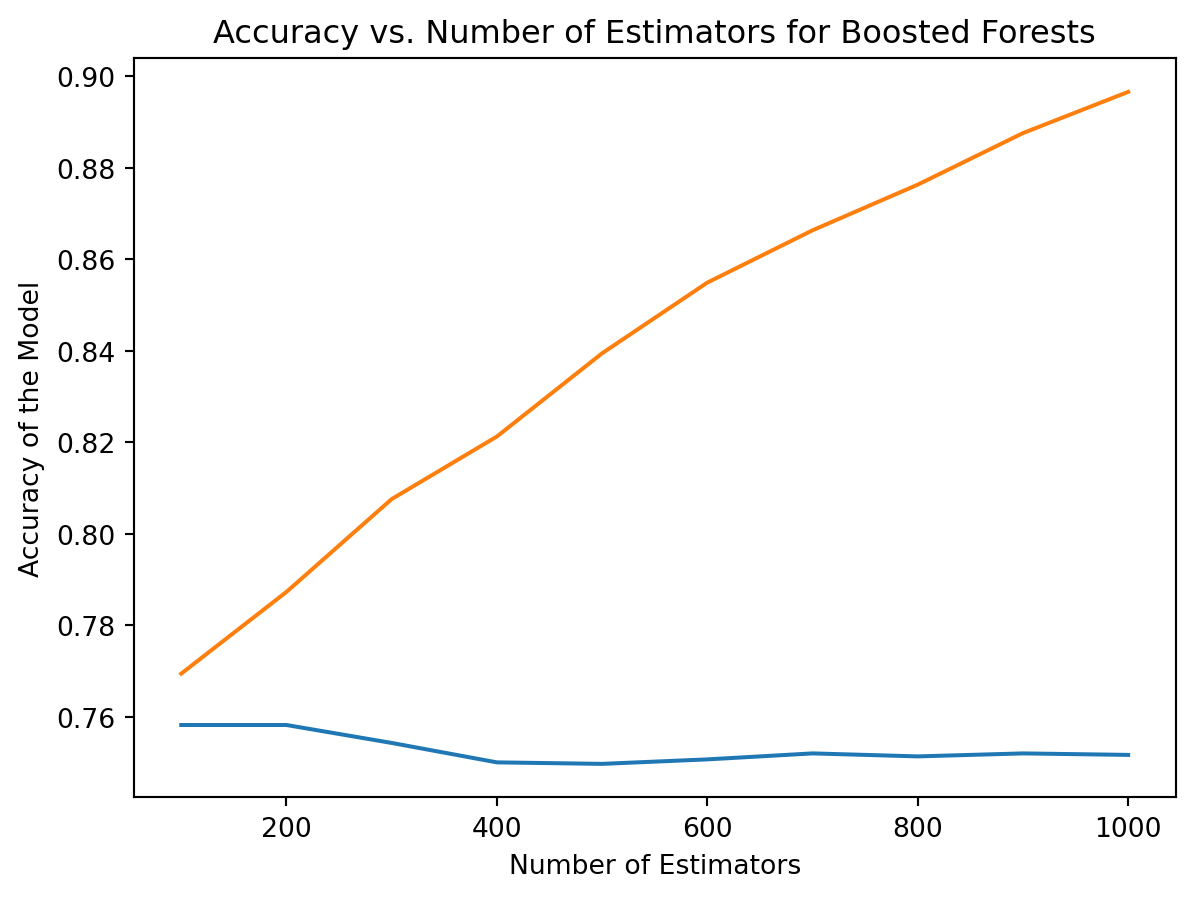 Accuracy vs. Number of Estimators for Boosted Forests
Accuracy of the Model
0.90
0.88
0.86
0.84
0.82
0.80
0.78
0.76
200 400 600 800 1000
Number of Estimators